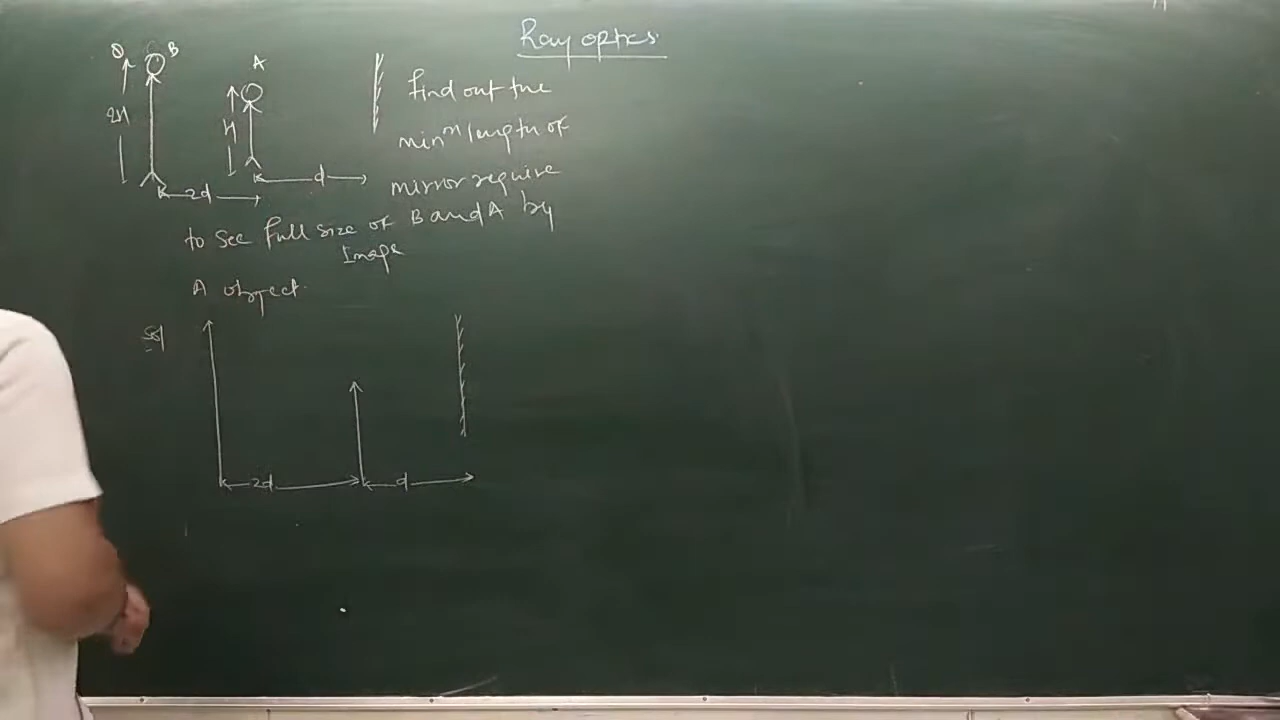 Ray optics
Q B
A
2H
H
2d
d
find out the
minm length of
mirror require
to see full size of B and A by
Image
A object.
Sol
2d
d